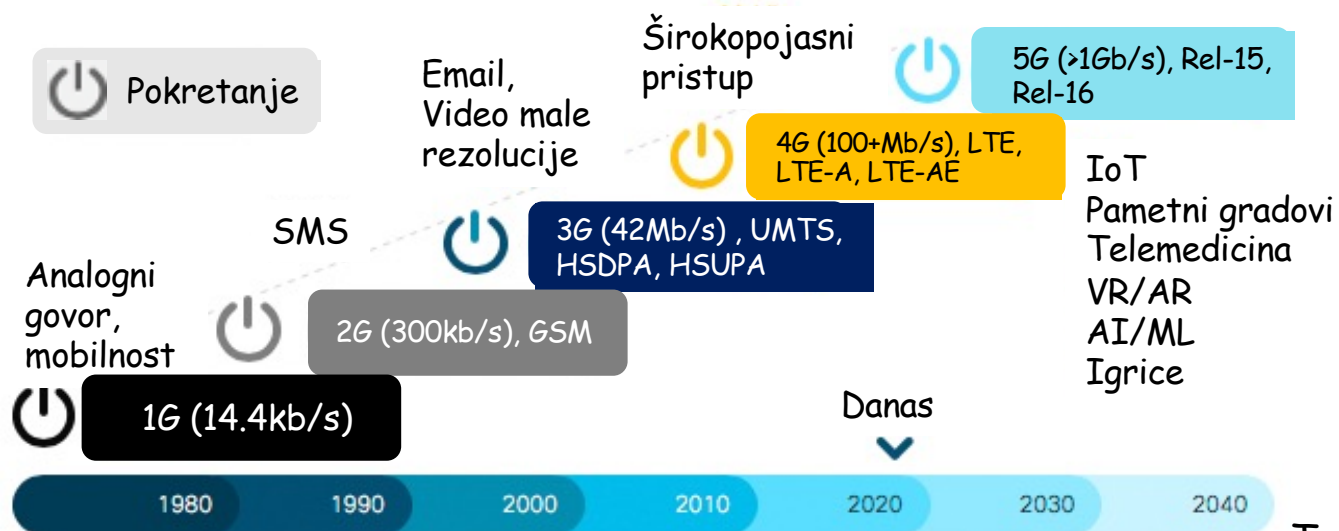 Širokopojasni
pristup
5G (>1Gb/s), Rel-15,
Rel-16
Pokretanje
Email,
Video male
rezolucije
4G (100+Mb/s), LTE,
LTE-A, LTE-AE
IoT
Pametni gradovi
Telemedicina
VR/AR
AI/ML
Igrice
SMS
3G (42Mb/s) , UMTS,
HSDPA, HSUPA
Analogni
govor,
mobilnost
2G (300kb/s), GSM
1G (14.4kb/s)
Danas
1980 1990 2000 2010 2020 2030 2040